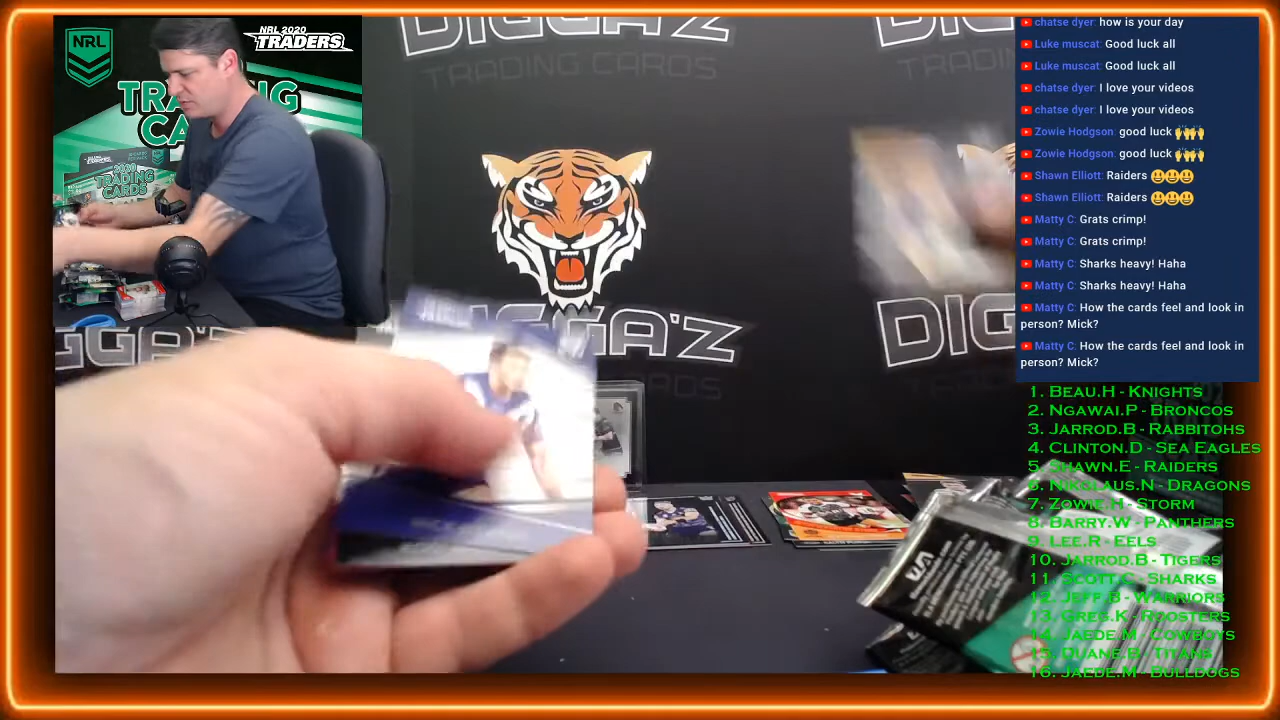 NRL
NRL 2020
TRADERS
2020
TRADING
CARDS
DIGGA'Z
TRADING CARDS
DIGGA'Z
chatse dyer: how is your day
Luke muscat: Good luck all
Luke muscat: Good luck all
chatse dyer: I love your videos
chatse dyer: I love your videos
Zowie Hodgson: good luck 🙌🙌
Zowie Hodgson: good luck 🙌🙌
Shawn Elliott: Raiders 😃😃😃
Shawn Elliott: Raiders 😃😃😃
Matty C: Grats crimp!
Matty C: Grats crimp!
Matty C: Sharks heavy! Haha
Matty C: Sharks heavy! Haha
Matty C: How the cards feel and look in
person? Mick?
Matty C: How the cards feel and look in
person? Mick?
1. Beau.H - Knights
2. Ngawai.P - Broncos
3. Jarrod.B - Rabbitohs
4. Clinton.D - Sea Eagles
5. Shawn.E - Raiders
6. Nikolaus.N - Dragons
7. Zowie.H - Storm
8. Barry.W - Panthers
9. Lee.R - Eels
10. Jarrod.B - Tigers
11. Scott.C - Sharks
12. Jeff.B - Warriors
13. Greg.K - Roosters
14. Jaede.M - Cowboys
15. Duane.B - Titans
16. Jaede.M - Bulldogs